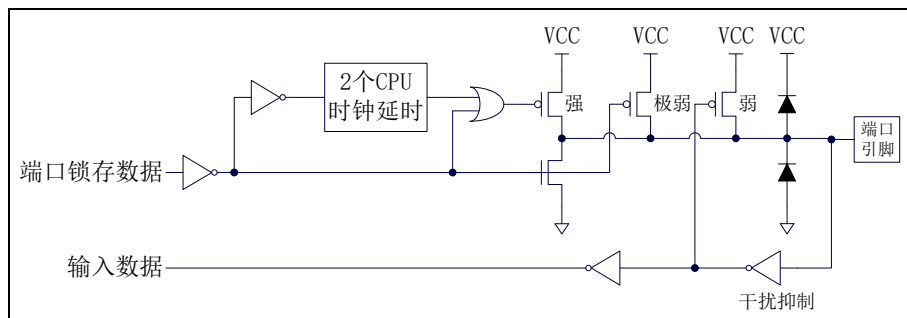 VCC
VCC
VCC
VCC
2个CPU
时钟延时
强
极弱
弱
端口
引脚
端口锁存数据
输入数据
干扰抑制